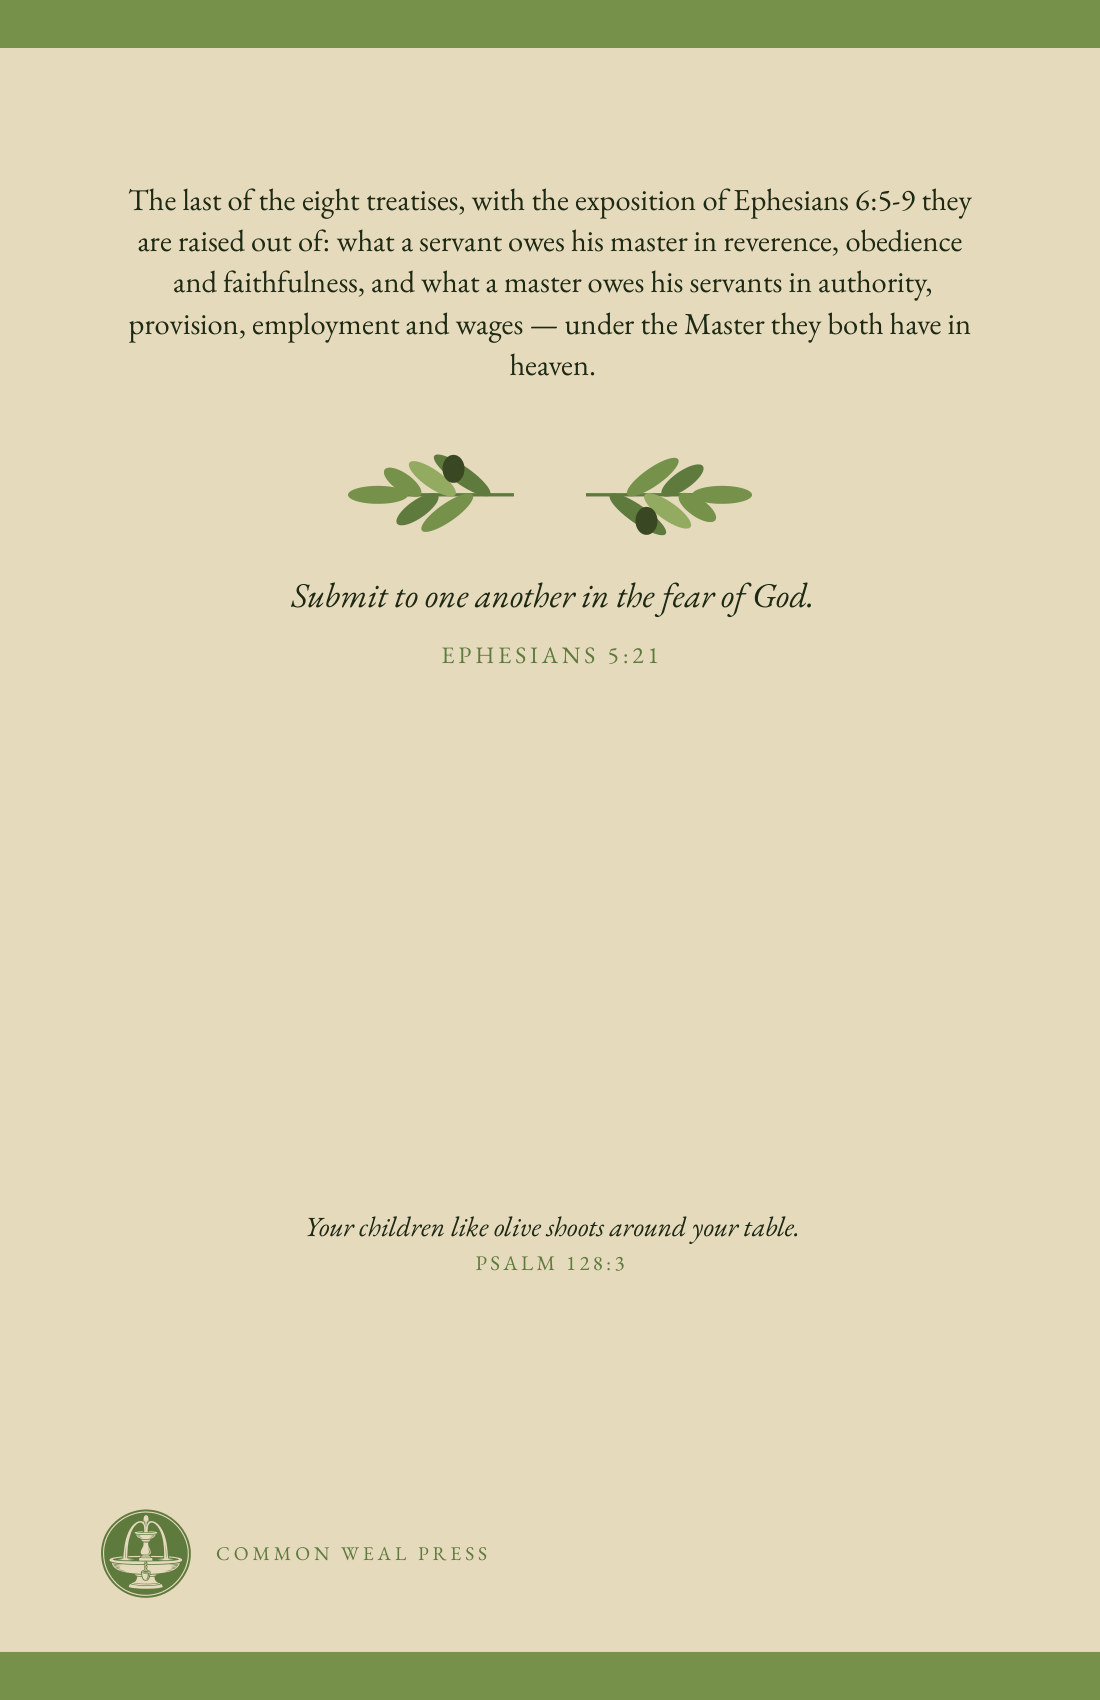 The last of the eight treatises, with the exposition of Ephesians 6:5-9 they
are raised out of: what a servant owes his master in reverence, obedience
and faithfulness, and what a master owes his servants in authority,
provision, employment and wages — under the Master they both have in
heaven.
Submit to one another in the fear of God.
EPHESIANS 5:21
Your children like olive shoots around your table.
PSALM 128:3
COMMON WEAL PRESS